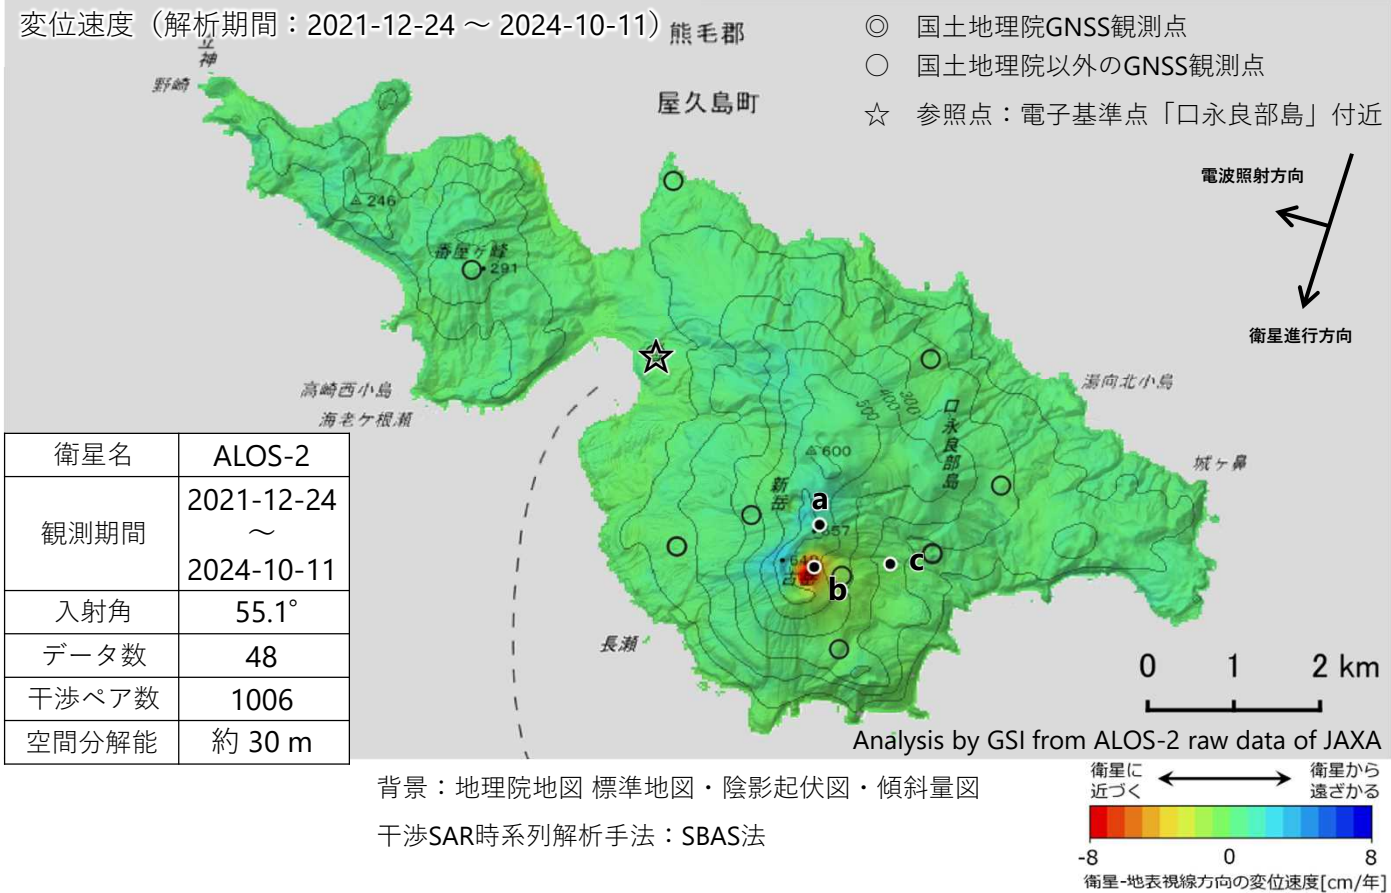 変位速度（解析期間：2021-12-24 ～ 2024-10-11）
◎ 国土地理院GNSS観測点
○ 国土地理院以外のGNSS観測点
☆ 参照点：電子基準点「口永良部島」付近
熊毛郡
屋久島町
立神
野崎
246
番屋ヶ峰
291
電波照射方向
衛星進行方向
高崎西小島
海老ケ根瀬
湯向北小島
城ヶ鼻
300
500
口永良部島
600
新岳
a
657
b
c
長瀬
衛星名 ALOS-2
観測期間 2021-12-24
～
2024-10-11
入射角 55.1°
データ数 48
干渉ペア数 1006
空間分解能 約 30 m
0 1 2 km
Analysis by GSI from ALOS-2 raw data of JAXA
背景：地理院地図 標準地図・陰影起伏図・傾斜量図
干渉SAR時系列解析手法：SBAS法
衛星に近づく
衛星から遠ざかる
-8 0 8
衛星-地表視線方向の変位速度[cm/年]